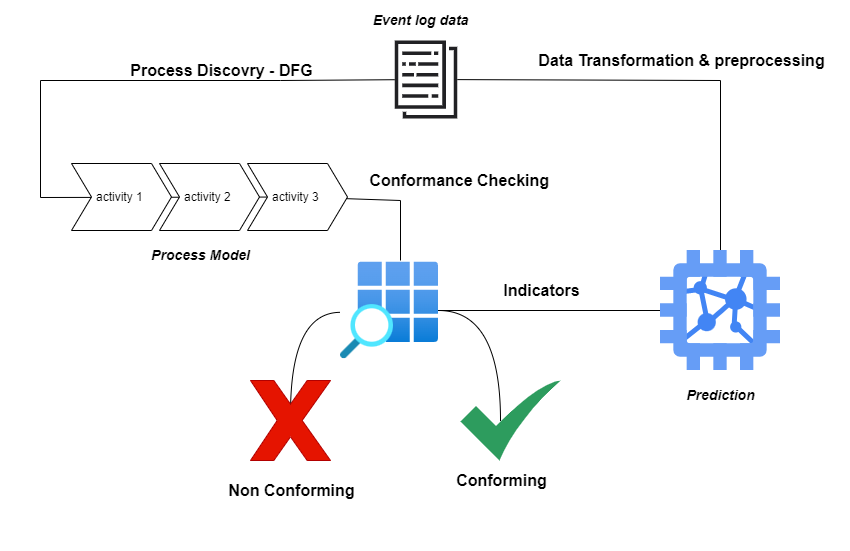 Event log data
Process Discovry - DFG
Data Transformation & preprocessing
activity 1
activity 2
activity 3
Conformance Checking
Process Model
Indicators
Prediction
Non Conforming
Conforming